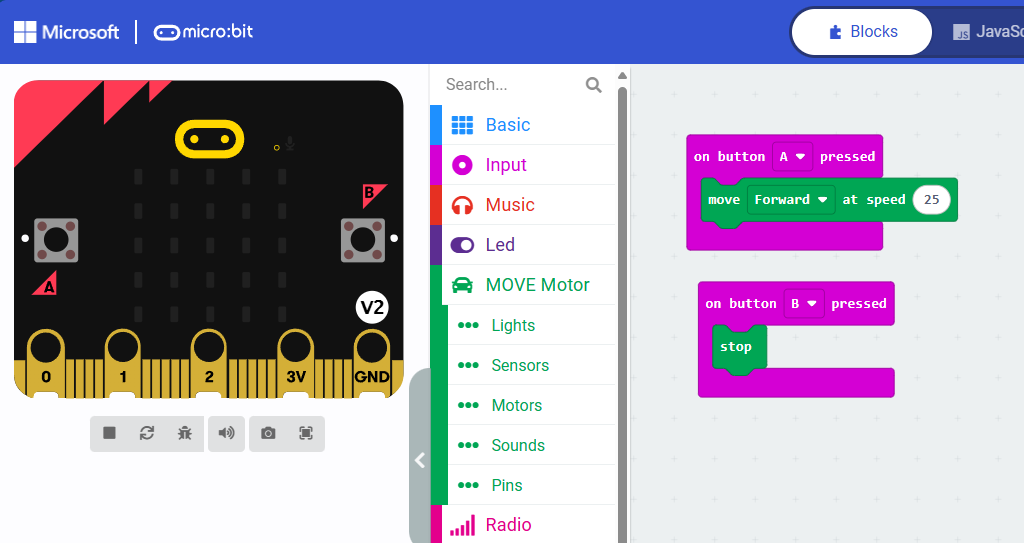 Microsoft micro:bit Blocks JavaSc
Search...
Basic
Input
Music
Led
MOVE Motor
Lights
Sensors
Motors
Sounds
Pins
Radio
B
A
V2
0 1 2 3V GND
on button A pressed
move Forward at speed 25
on button B pressed
stop